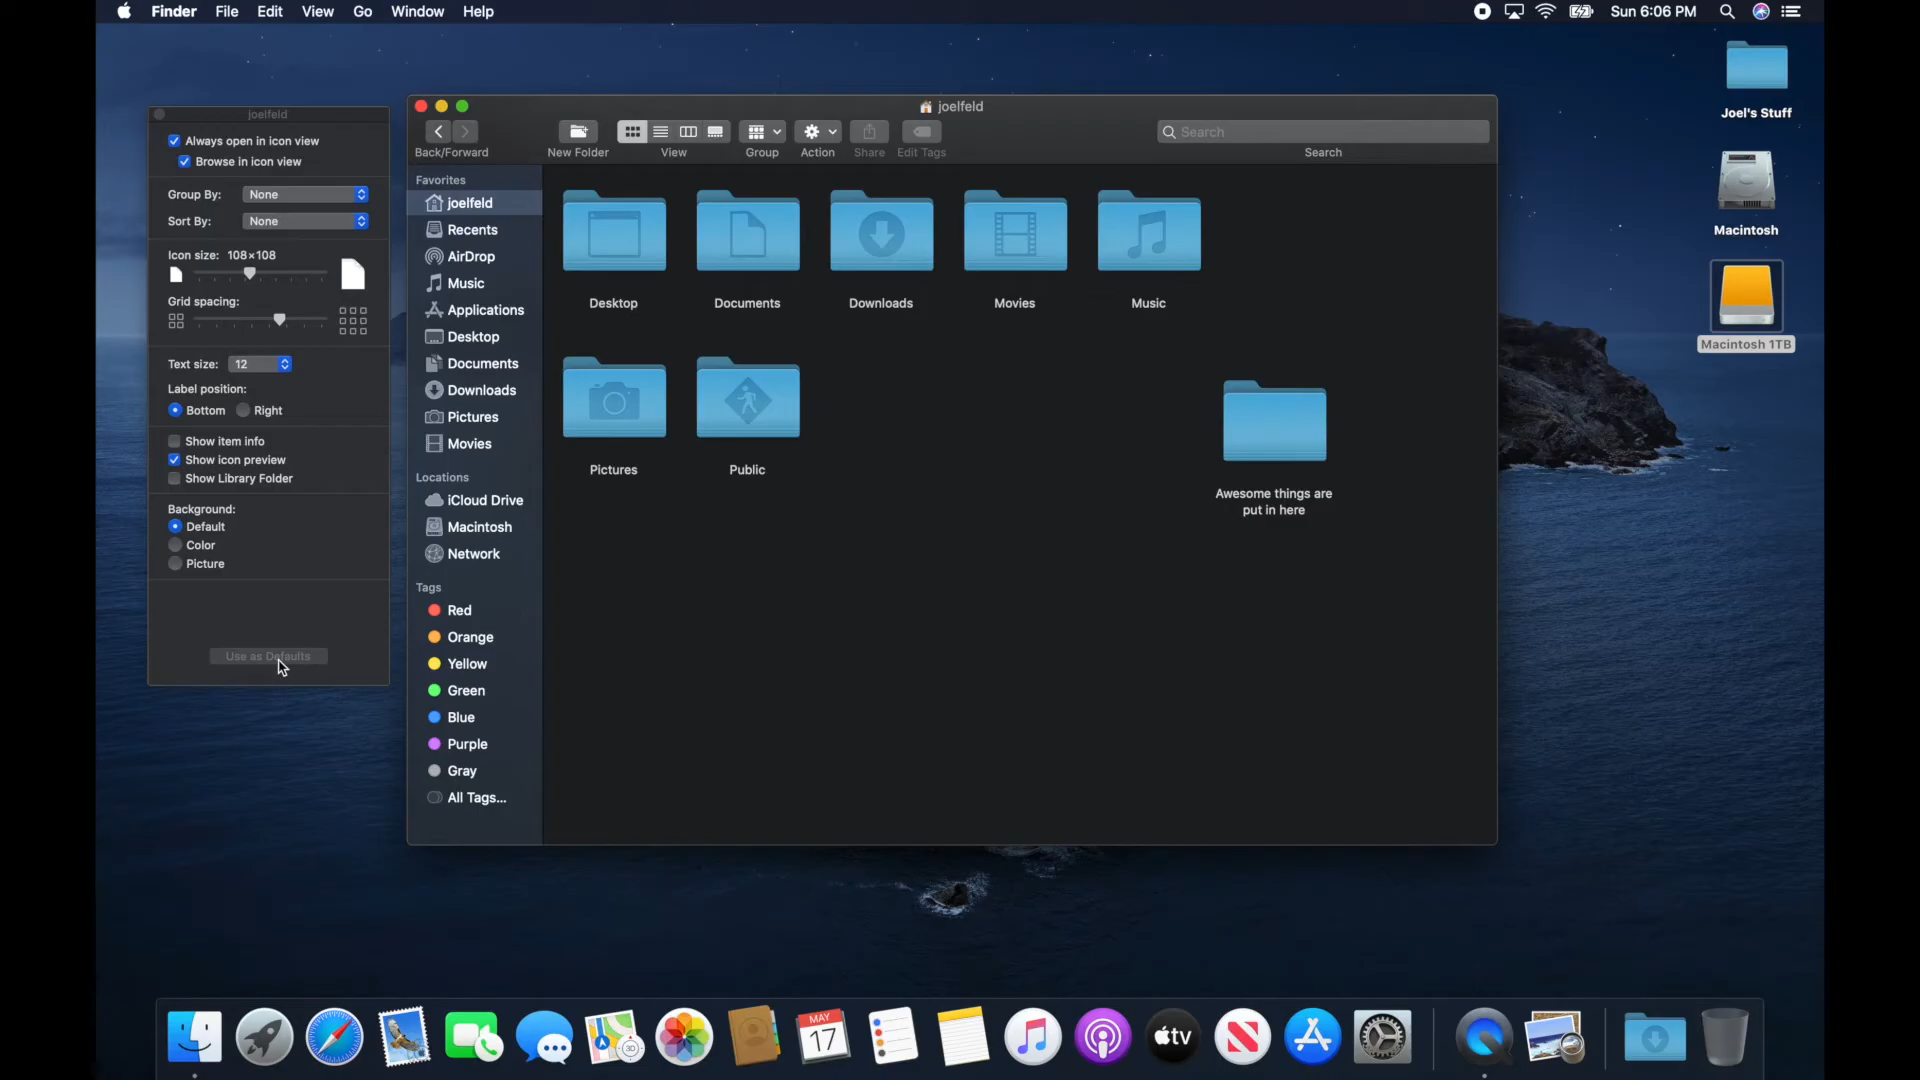 Finder File Edit View Go Window Help
Sun 6:06 PM
joelfeld
Always open in icon view
Browse in icon view
Group By: None
Sort By: None
Icon size: 108×108
Grid spacing:
Text size: 12
Label position:
Bottom Right
Show item info
Show icon preview
Show Library Folder
Background:
Default
Color
Picture
Use as Defaults
joelfeld
Search
Back/Forward New Folder View Group Action Share Edit Tags Search
Favorites
joelfeld
Recents
AirDrop
Music
Applications
Desktop
Documents
Downloads
Pictures
Movies
Locations
iCloud Drive
Macintosh
Network
Tags
Red
Orange
Yellow
Green
Blue
Purple
Gray
All Tags...
Desktop Documents Downloads Movies Music
Pictures Public
Awesome things are
put in here
Joel's Stuff
Macintosh
Macintosh 1TB
MAY
17
3D
tv